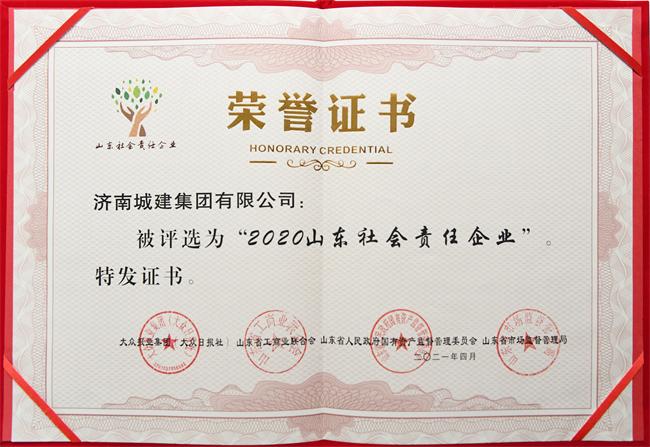 山东社会责任企业
荣誉证书
HONORARY CREDENTIAL
济南城建集团有限公司：
被评选为“2020山东社会责任企业”。
特发证书。
大众报业集团（大众日报社） 山东省工商业联合会 山东省人民政府国有资产监督管理委员会 山东省市场监督管理局
二〇二一年四月